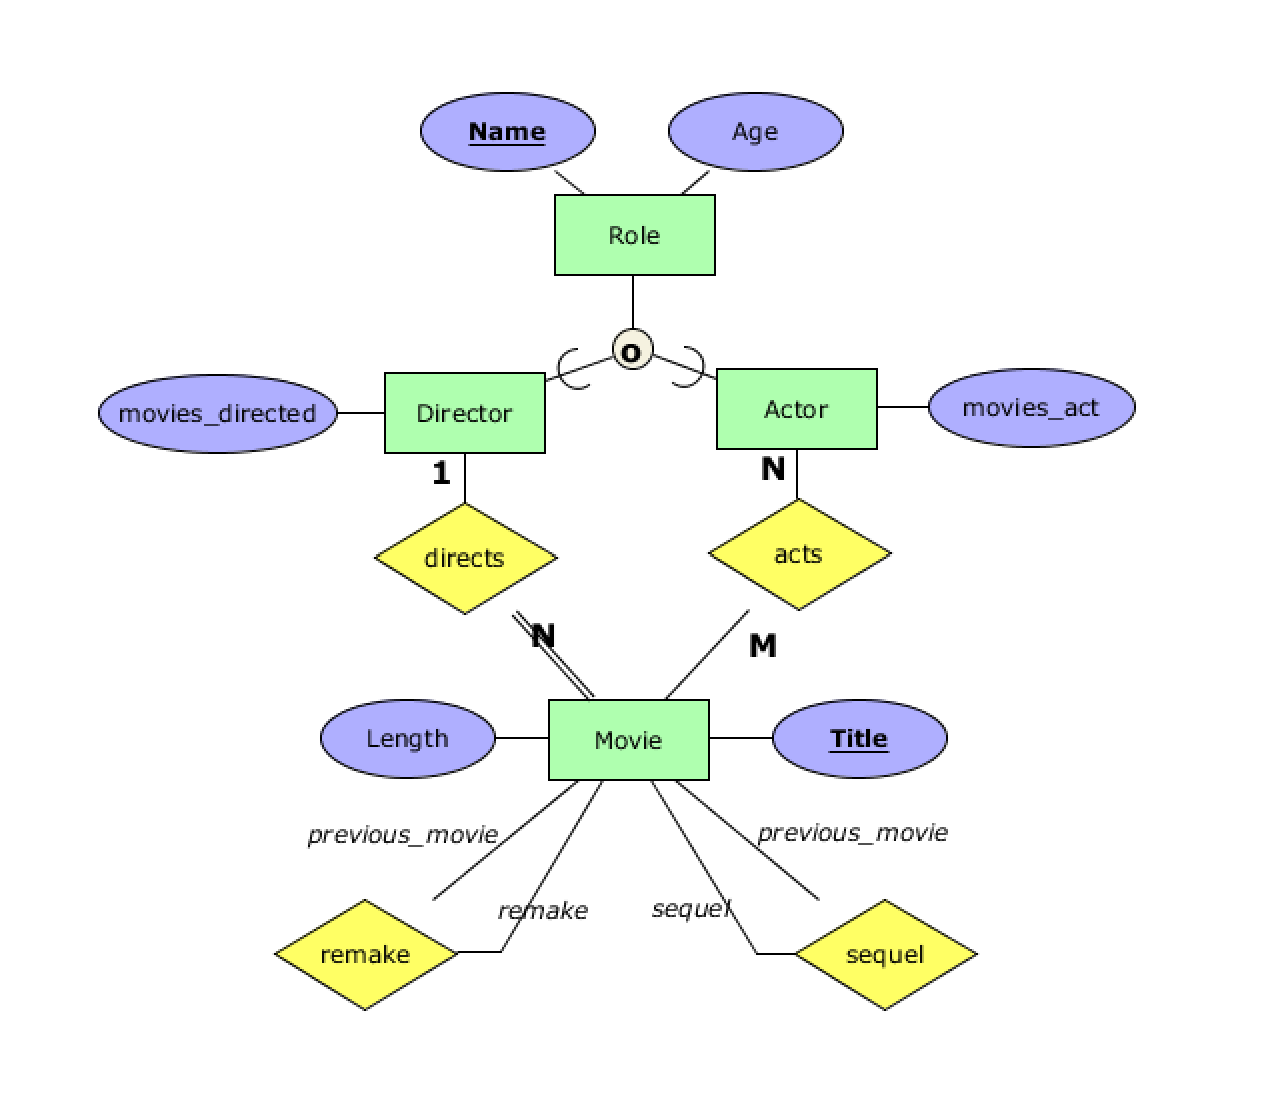 Name
Age
Role
o
movies_directed
Director
Actor
movies_act
1
N
directs
acts
N
M
Length
Movie
Title
previous_movie
previous_movie
remake
sequel
remake
sequel